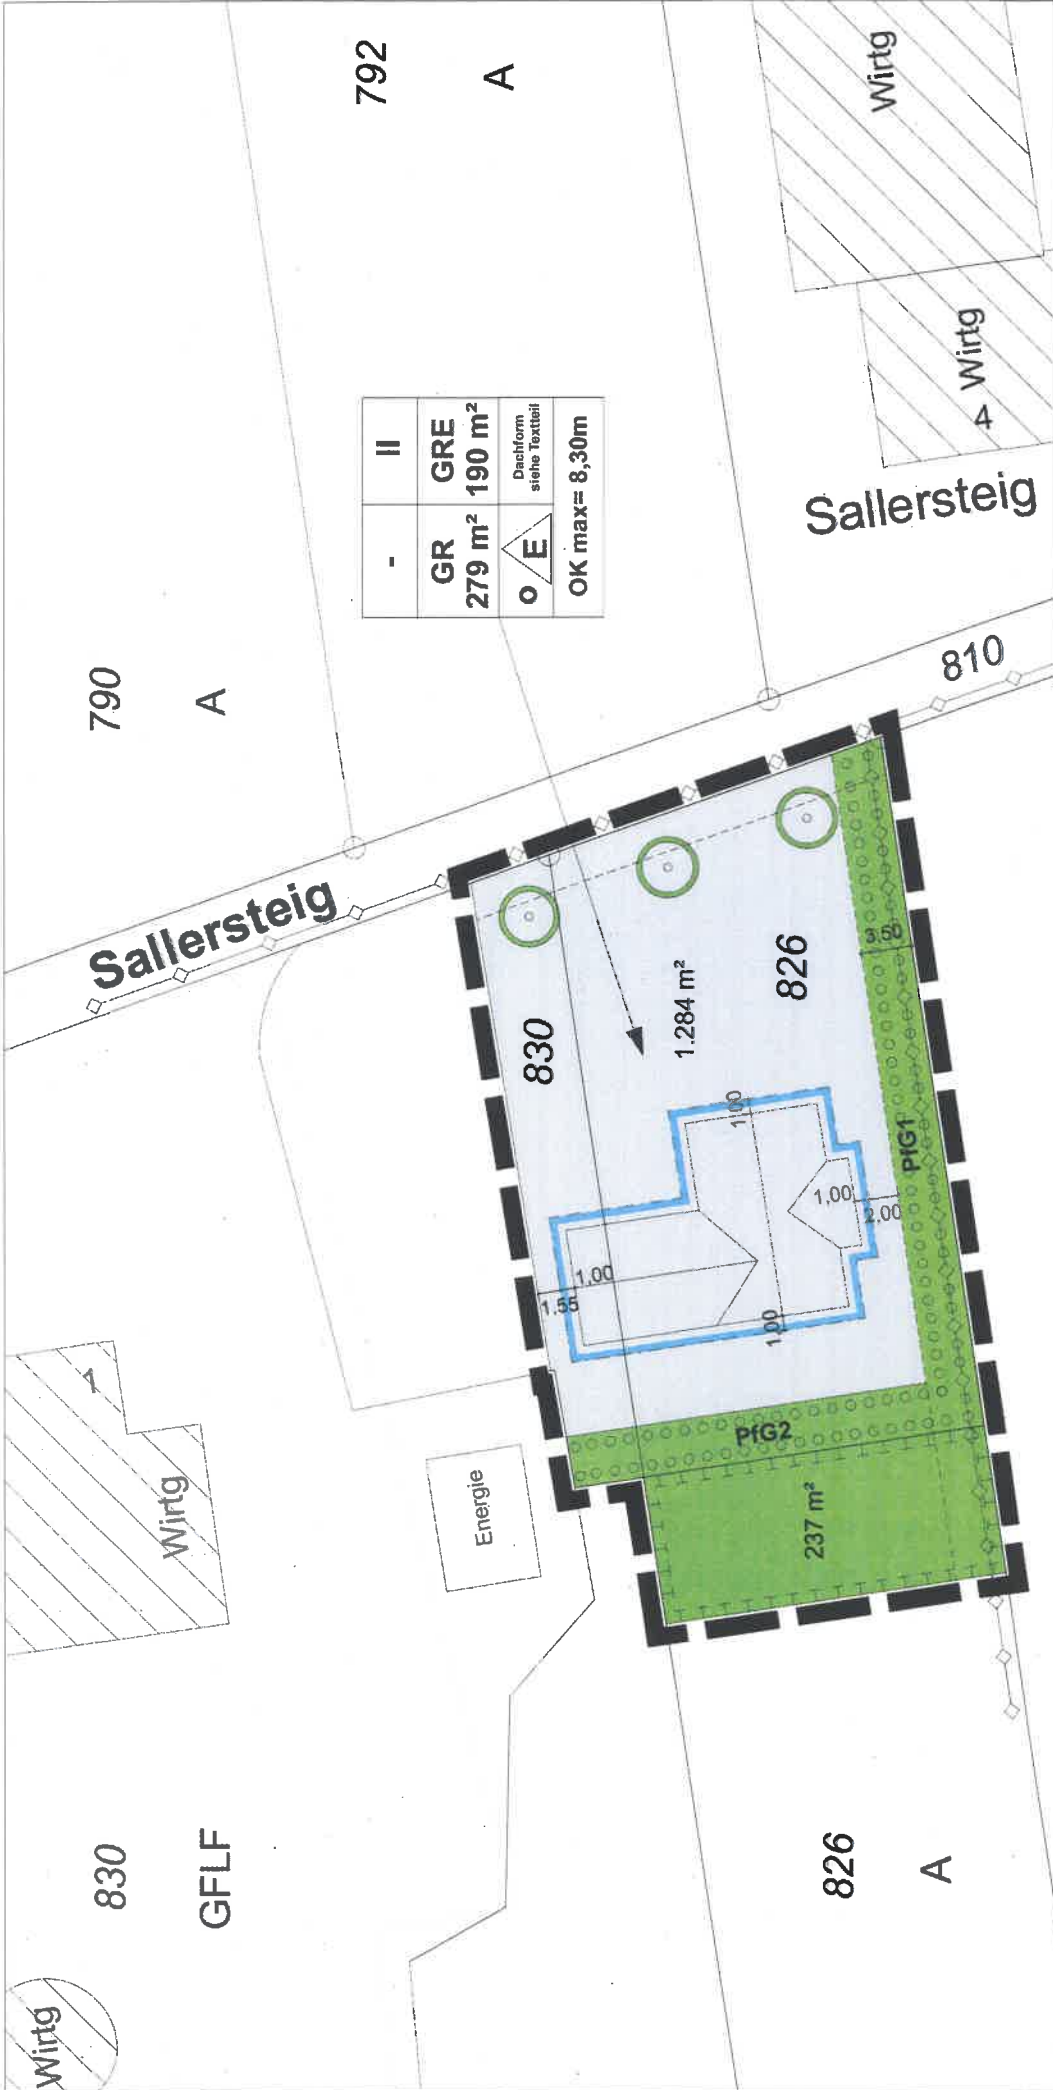 792
A
Wirtg
790
A
-
II
GR
279 m²
GRE
190 m²
o
E
Dachform
siehe Textteil
OK max= 8,30m
Wirtg
4
Sallersteig
810
Sallersteig
830
1.284 m²
826
3.50
1,00
1,00
2,00
PfG1
1,00
1.55
1,00
PfG2
237 m²
1
Wirtg
Energie
830
GFLF
826
A
Wirtg